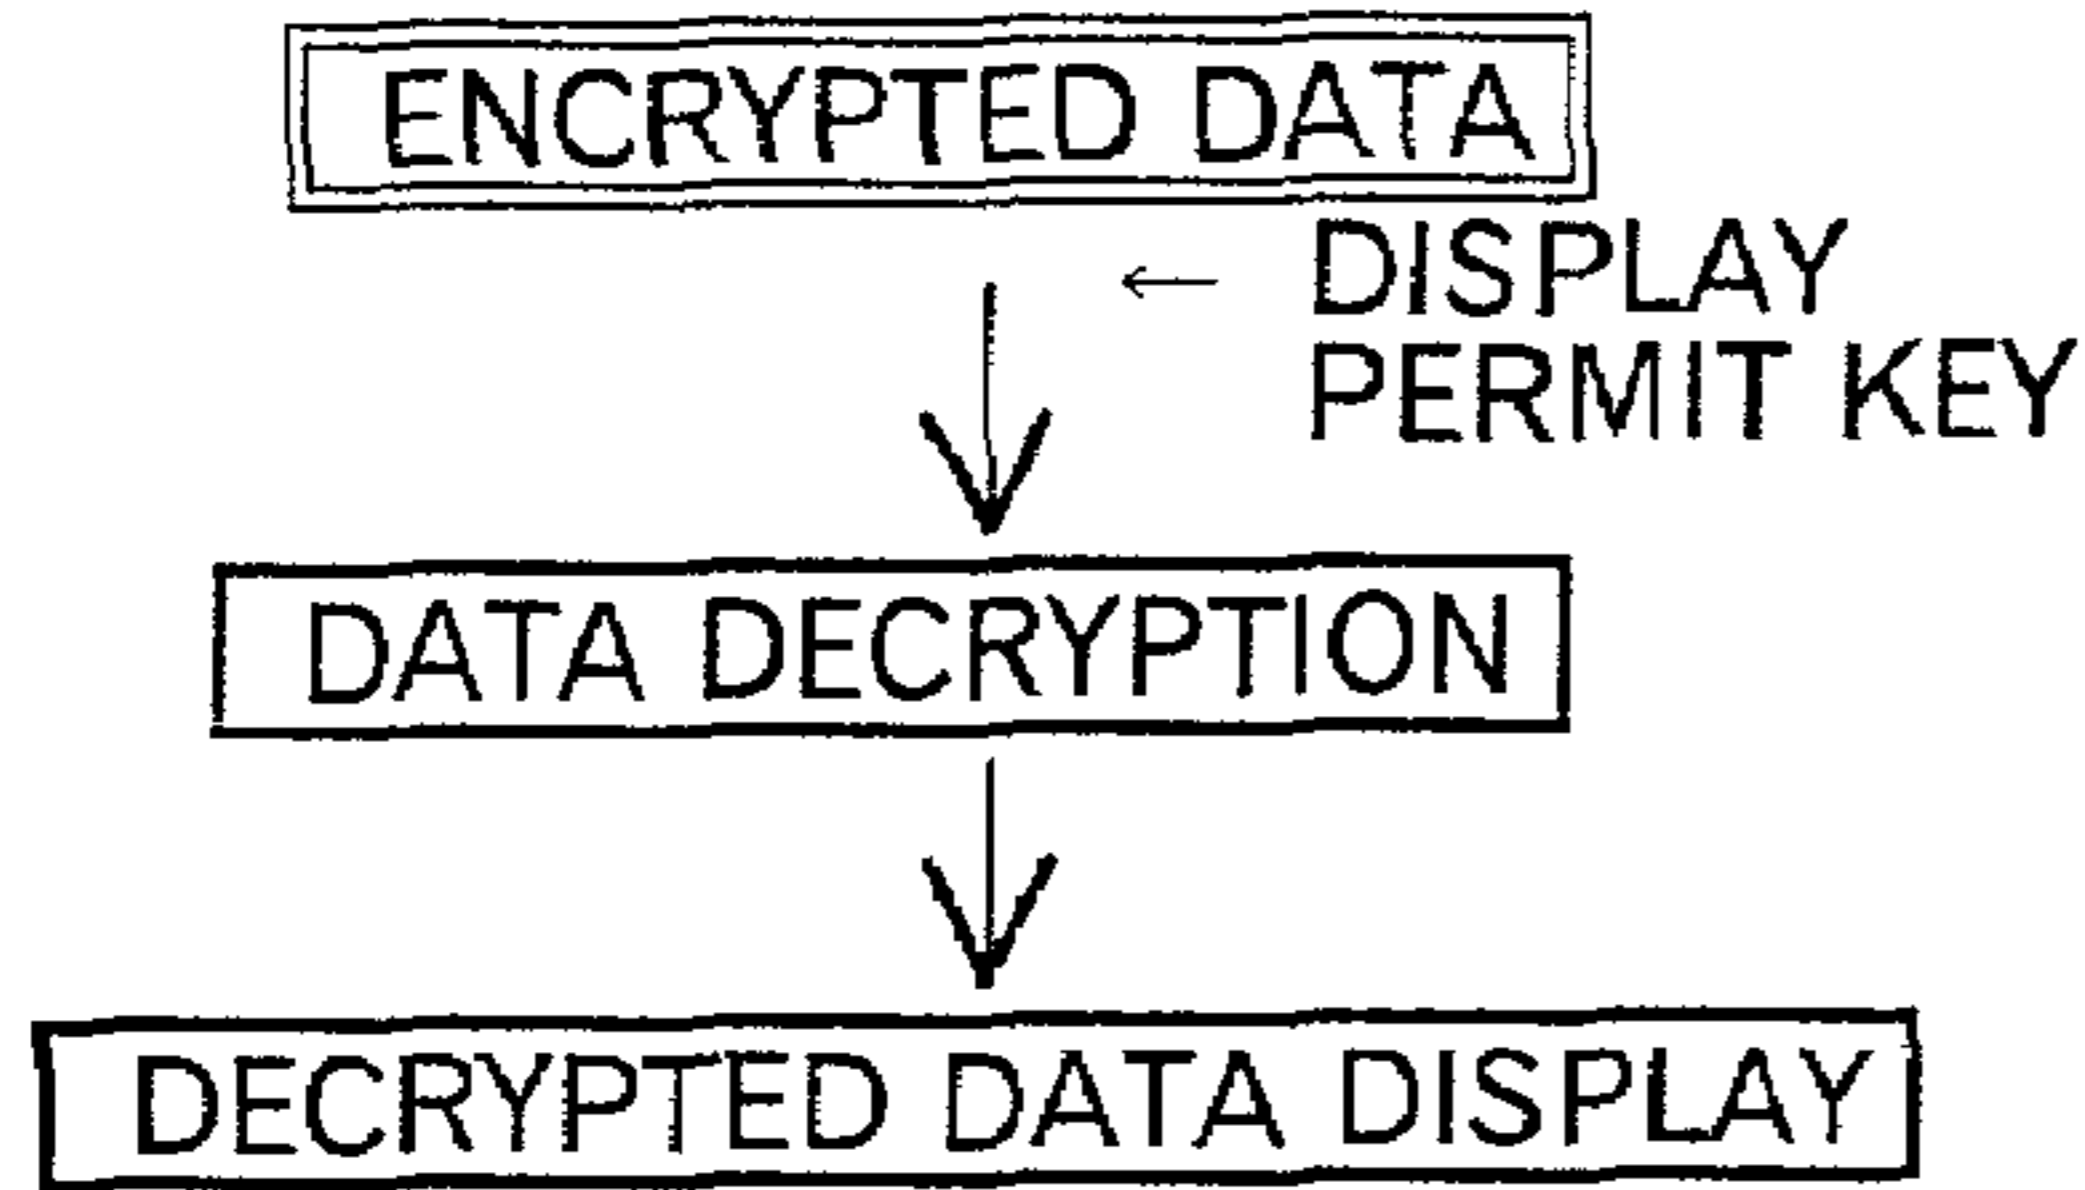 ENCRYPTED DATA
DISPLAY
PERMIT KEY
DATA DECRYPTION
DECRYPTED DATA DISPLAY